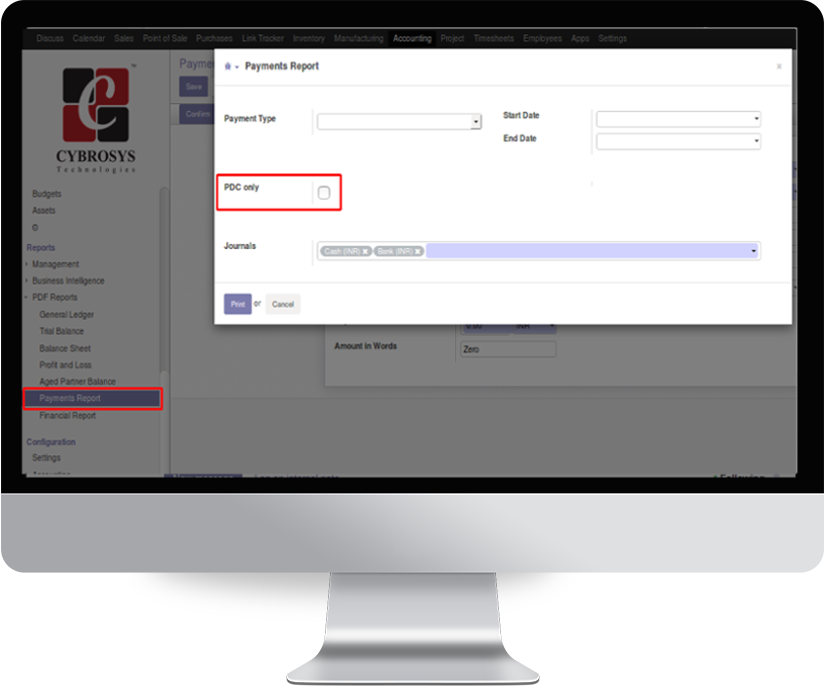 Discuss Calendar Sales Point of Sale Purchases Link Tracker Inventory Manufacturing Accounting Project Timesheets Employees Apps Settings
CYBROSYS
Technologies
Budgets
Assets
Reports
Management
Business Intelligence
PDF Reports
General Ledger
Trial Balance
Balance Sheet
Profit and Loss
Aged Partner Balance
Payments Report
Financial Report
Configuration
Settings
Save
Confirm
Payments Report
Payment Type
Start Date
End Date
PDC only
Journals
Cash (INR) Bank (INR)
Print or Cancel
0.00 INR
Amount in Words
Zero